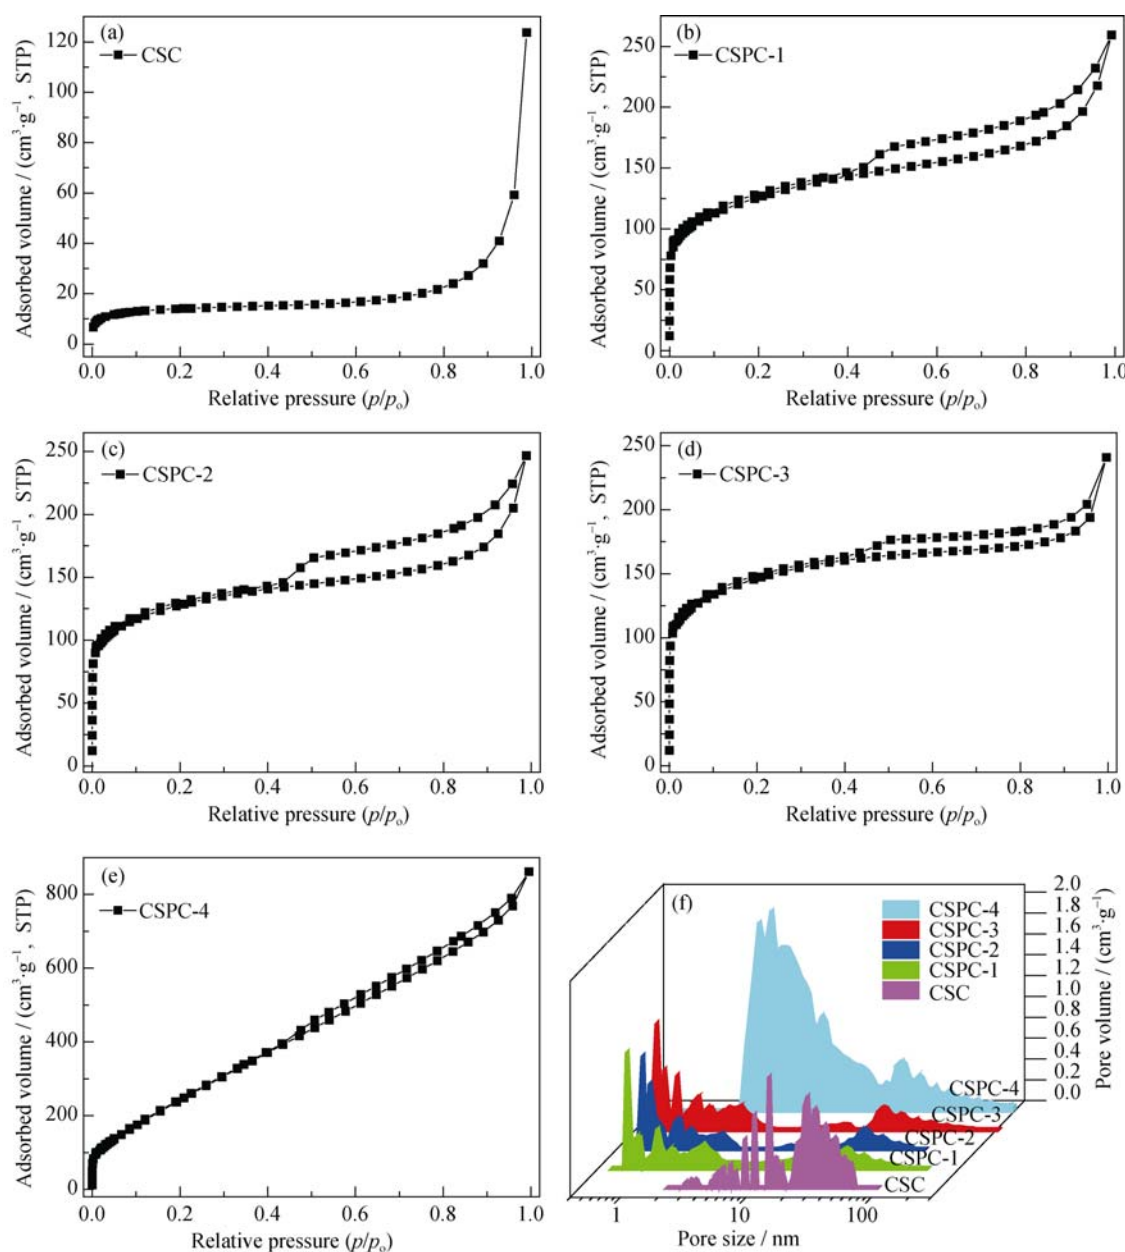 (a)
CSC
120
100
80
60
40
20
0
0.0 0.2 0.4 0.6 0.8 1.0
Adsorbed volume / (cm³·g⁻¹, STP)
Relative pressure (p/pₒ)
(b)
CSPC-1
250
200
150
100
50
0
0.0 0.2 0.4 0.6 0.8 1.0
Adsorbed volume / (cm³·g⁻¹, STP)
Relative pressure (p/pₒ)
(c)
CSPC-2
250
200
150
100
50
0
0.0 0.2 0.4 0.6 0.8 1.0
Adsorbed volume / (cm³·g⁻¹, STP)
Relative pressure (p/pₒ)
(d)
CSPC-3
250
200
150
100
50
0
0.0 0.2 0.4 0.6 0.8 1.0
Adsorbed volume / (cm³·g⁻¹, STP)
Relative pressure (p/pₒ)
(e)
CSPC-4
800
600
400
200
0
0.0 0.2 0.4 0.6 0.8 1.0
Adsorbed volume / (cm³·g⁻¹, STP)
Relative pressure (p/pₒ)
(f)
CSPC-4
CSPC-3
CSPC-2
CSPC-1
CSC
2.0
1.8
1.6
1.4
1.2
1.0
0.8
0.6
0.4
0.2
0.0
Pore volume / (cm³·g⁻¹)
CSPC-4
CSPC-3
CSPC-2
CSPC-1
CSC
1 10 100
Pore size / nm